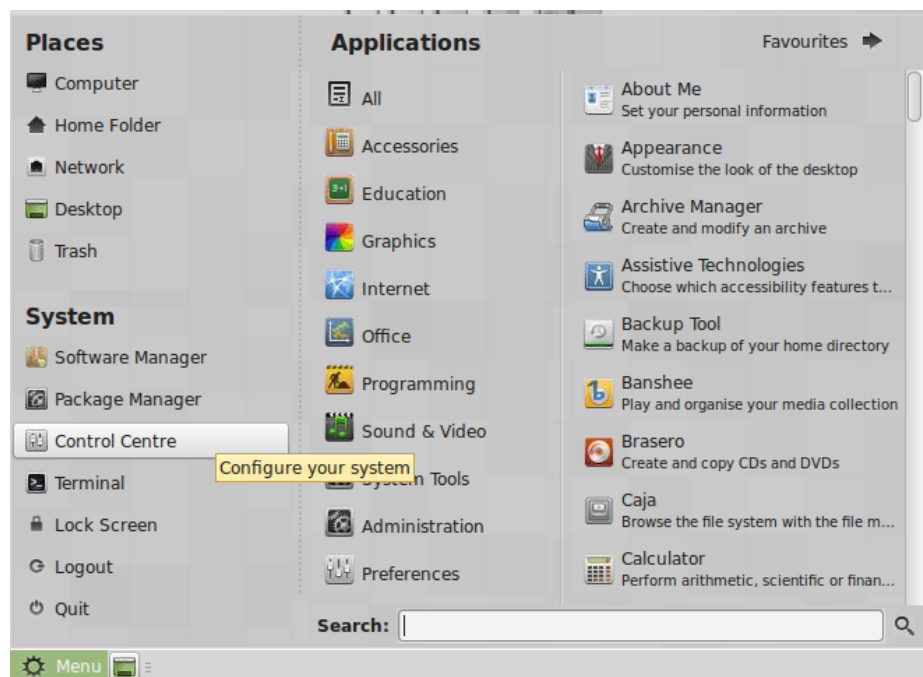 Places
Computer
Home Folder
Network
Desktop
Trash
System
Software Manager
Package Manager
Control Centre
Configure your system
Terminal
Lock Screen
Logout
Quit
Applications
All
Accessories
Education
Graphics
Internet
Office
Programming
Sound & Video
System Tools
Administration
Preferences
Favourites
About Me
Set your personal information
Appearance
Customise the look of the desktop
Archive Manager
Create and modify an archive
Assistive Technologies
Choose which accessibility features t...
Backup Tool
Make a backup of your home directory
Banshee
Play and organise your media collection
Brasero
Create and copy CDs and DVDs
Caja
Browse the file system with the file m...
Calculator
Perform arithmetic, scientific or finan...
Search:
Menu